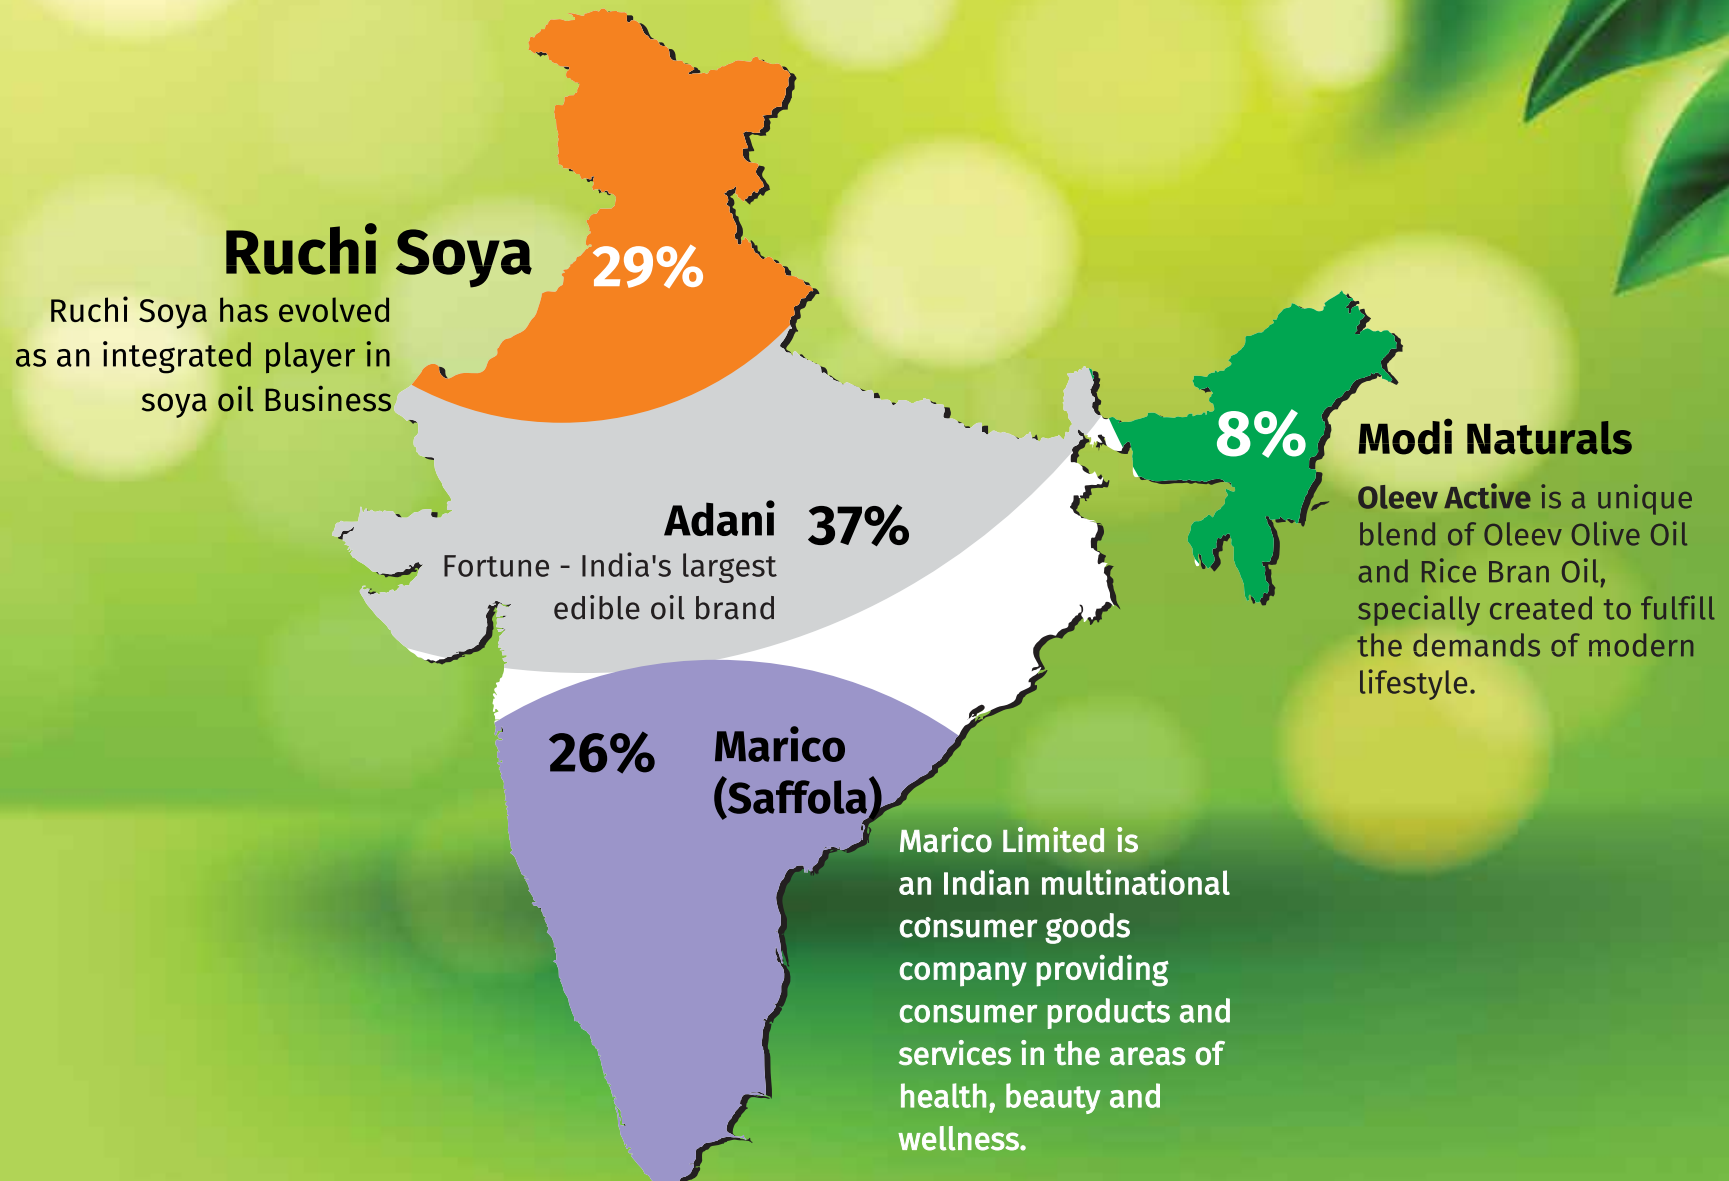 Ruchi Soya
Ruchi Soya has evolved
as an integrated player in
soya oil Business
29%
Adani
37%
Fortune - India's largest
edible oil brand
8%
Modi Naturals
Oleev Active is a unique
blend of Oleev Olive Oil
and Rice Bran Oil,
specially created to fulfill
the demands of modern
lifestyle.
26%
Marico
(Saffola)
Marico Limited is
an Indian multinational
consumer goods
company providing
consumer products and
services in the areas of
health, beauty and
wellness.